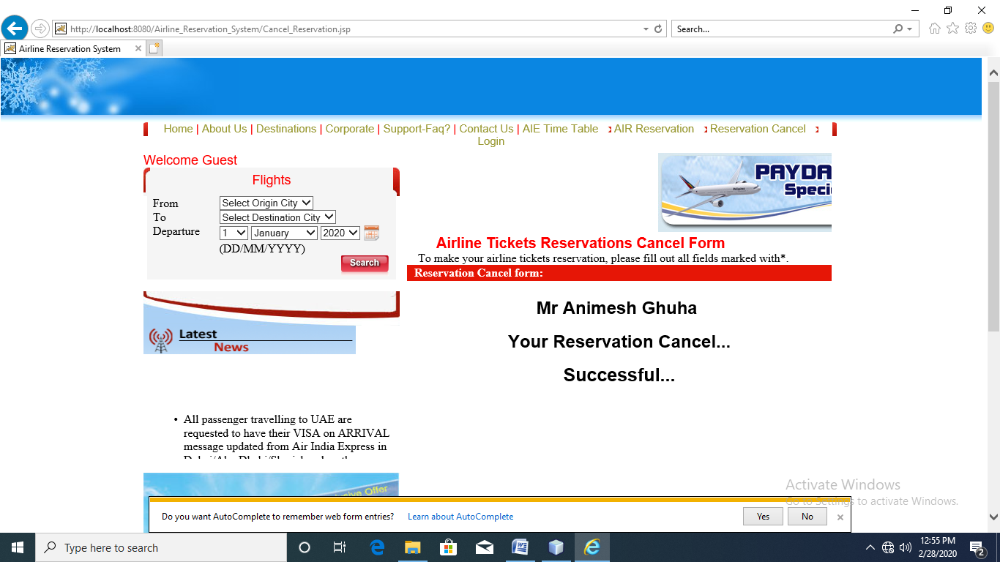 http://localhost:8080/Airline_Reservation_System/Cancel_Reservation.jsp
Search...
Airline Reservation System
Home | About Us | Destinations | Corporate | Support-Faq? | Contact Us | AIE Time Table AIR Reservation Reservation Cancel
Login
Welcome Guest
Flights
From Select Origin City
To Select Destination City
Departure 1 January 2020
(DD/MM/YYYY)
Search
Latest
News
• All passenger travelling to UAE are
requested to have their VISA on ARRIVAL
message updated from Air India Express in
PAYDA
Speci
Airline Tickets Reservations Cancel Form
To make your airline tickets reservation, please fill out all fields marked with*.
Reservation Cancel form:
Mr Animesh Ghuha
Your Reservation Cancel...
Successful...
Offer
Activate Windows
Go to Settings to activate Windows.
Do you want AutoComplete to remember web form entries? Learn about AutoComplete Yes No
Type here to search
12:55 PM
2/28/2020
2